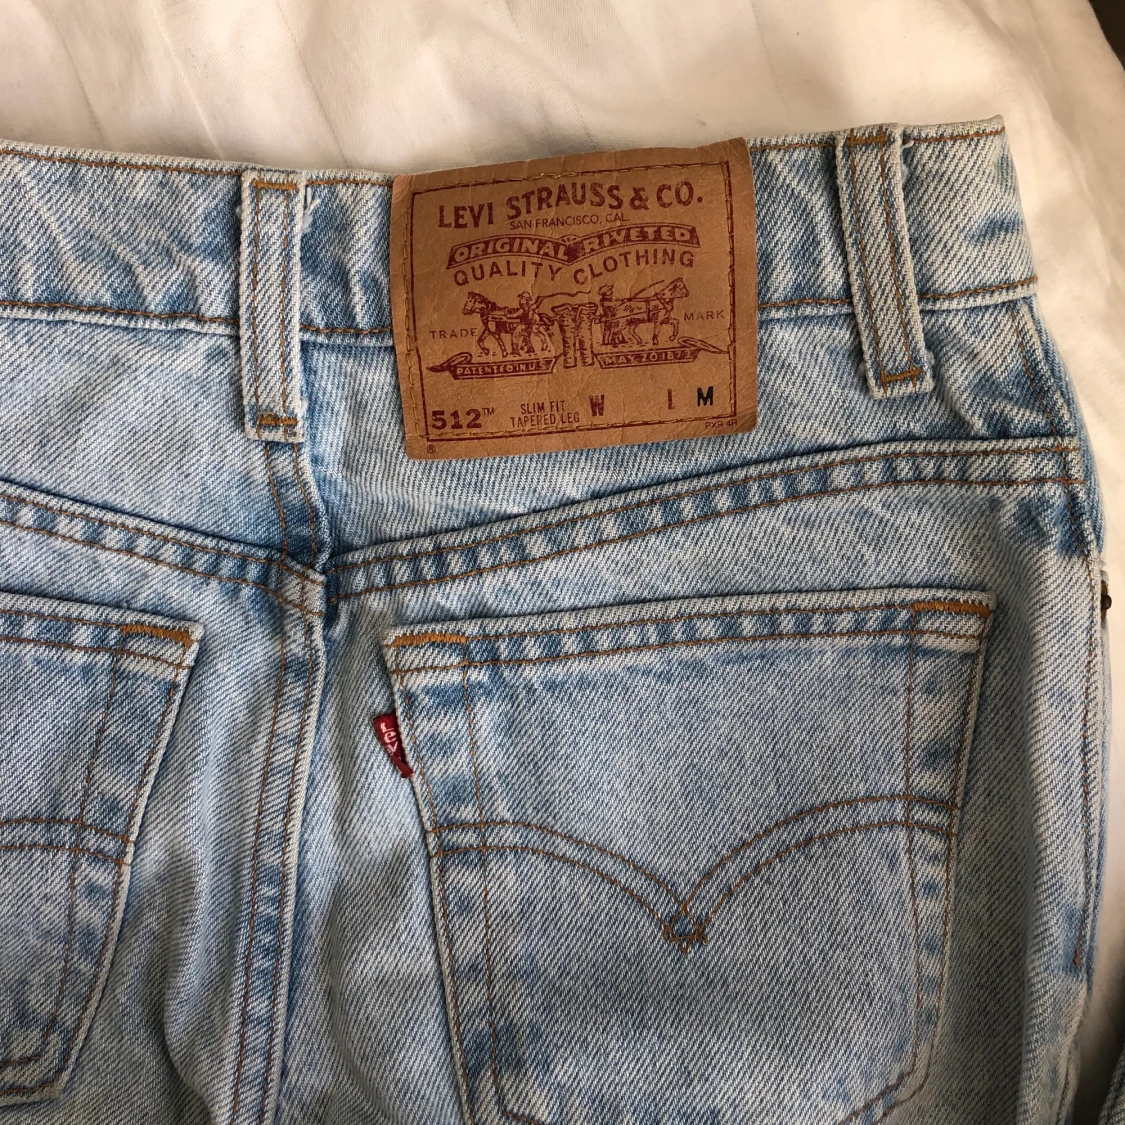 LEVI STRAUSS & CO.
SAN FRANCISCO, CAL.
ORIGINAL RIVETED
QUALITY CLOTHING
TRADE MARK
PATENTED IN U.S. MAY 20 1873
512™ SLIM FIT W L M
TAPERED LEG
®
Levi's